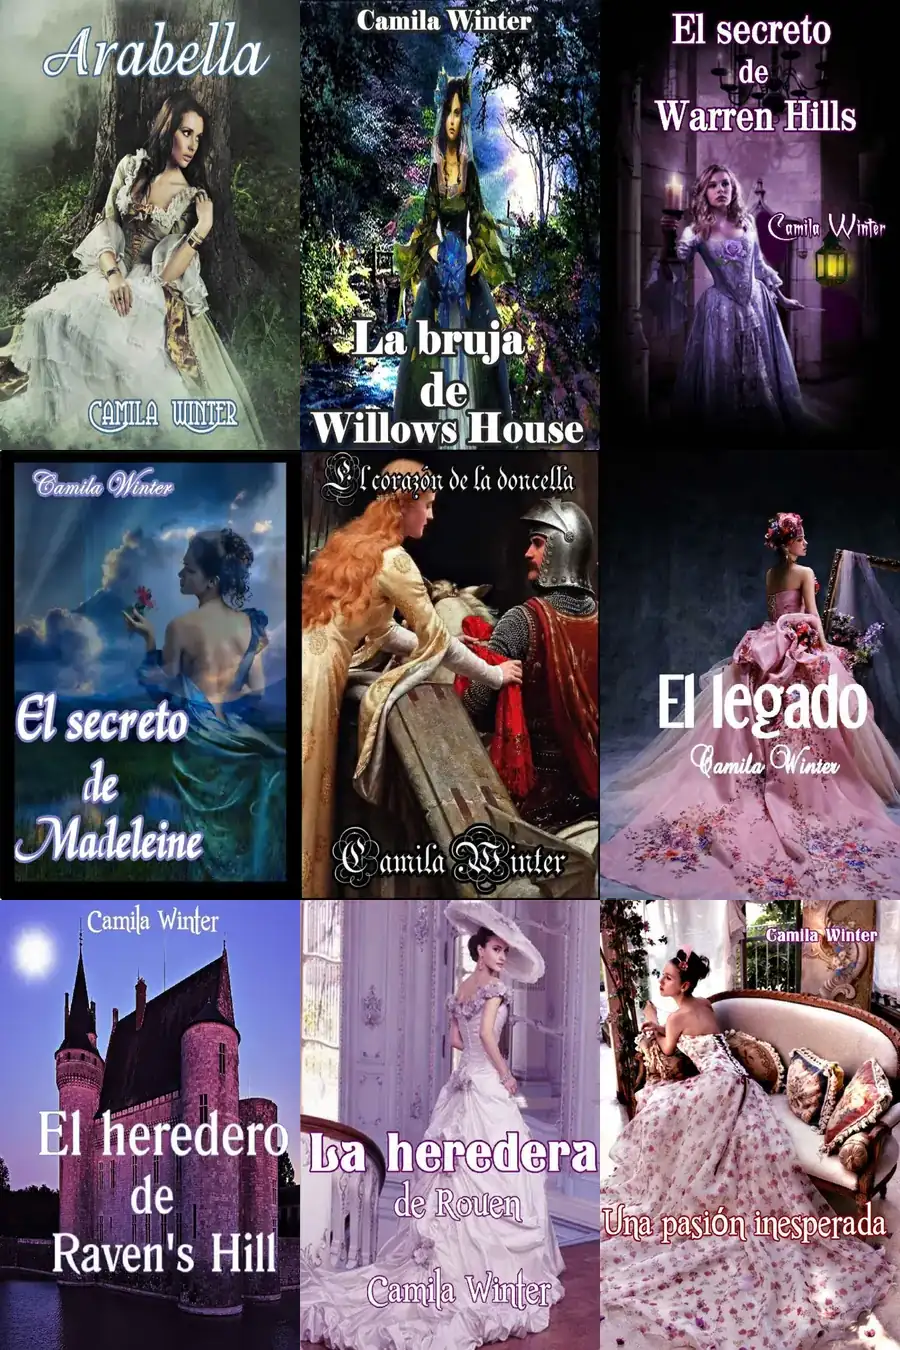 Arabella
CAMILA WINTER
Camila Winter
La bruja
de
Willows House
El secreto
de
Warren Hills
Camila Winter
Camila Winter
El secreto
de
Madeleine
El corazón de la doncella
Camila Winter
El legado
Camila Winter
Camila Winter
El heredero
de
Raven's Hill
La heredera
de Rouen
Camila Winter
Camila Winter
Una pasión inesperada